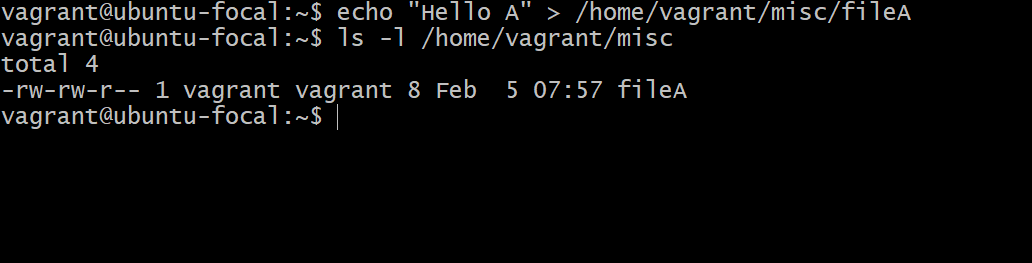 vagrant@ubuntu-focal:~$ echo "Hello A" > /home/vagrant/misc/fileA
vagrant@ubuntu-focal:~$ ls -l /home/vagrant/misc
total 4
-rw-rw-r-- 1 vagrant vagrant 8 Feb  5 07:57 fileA
vagrant@ubuntu-focal:~$